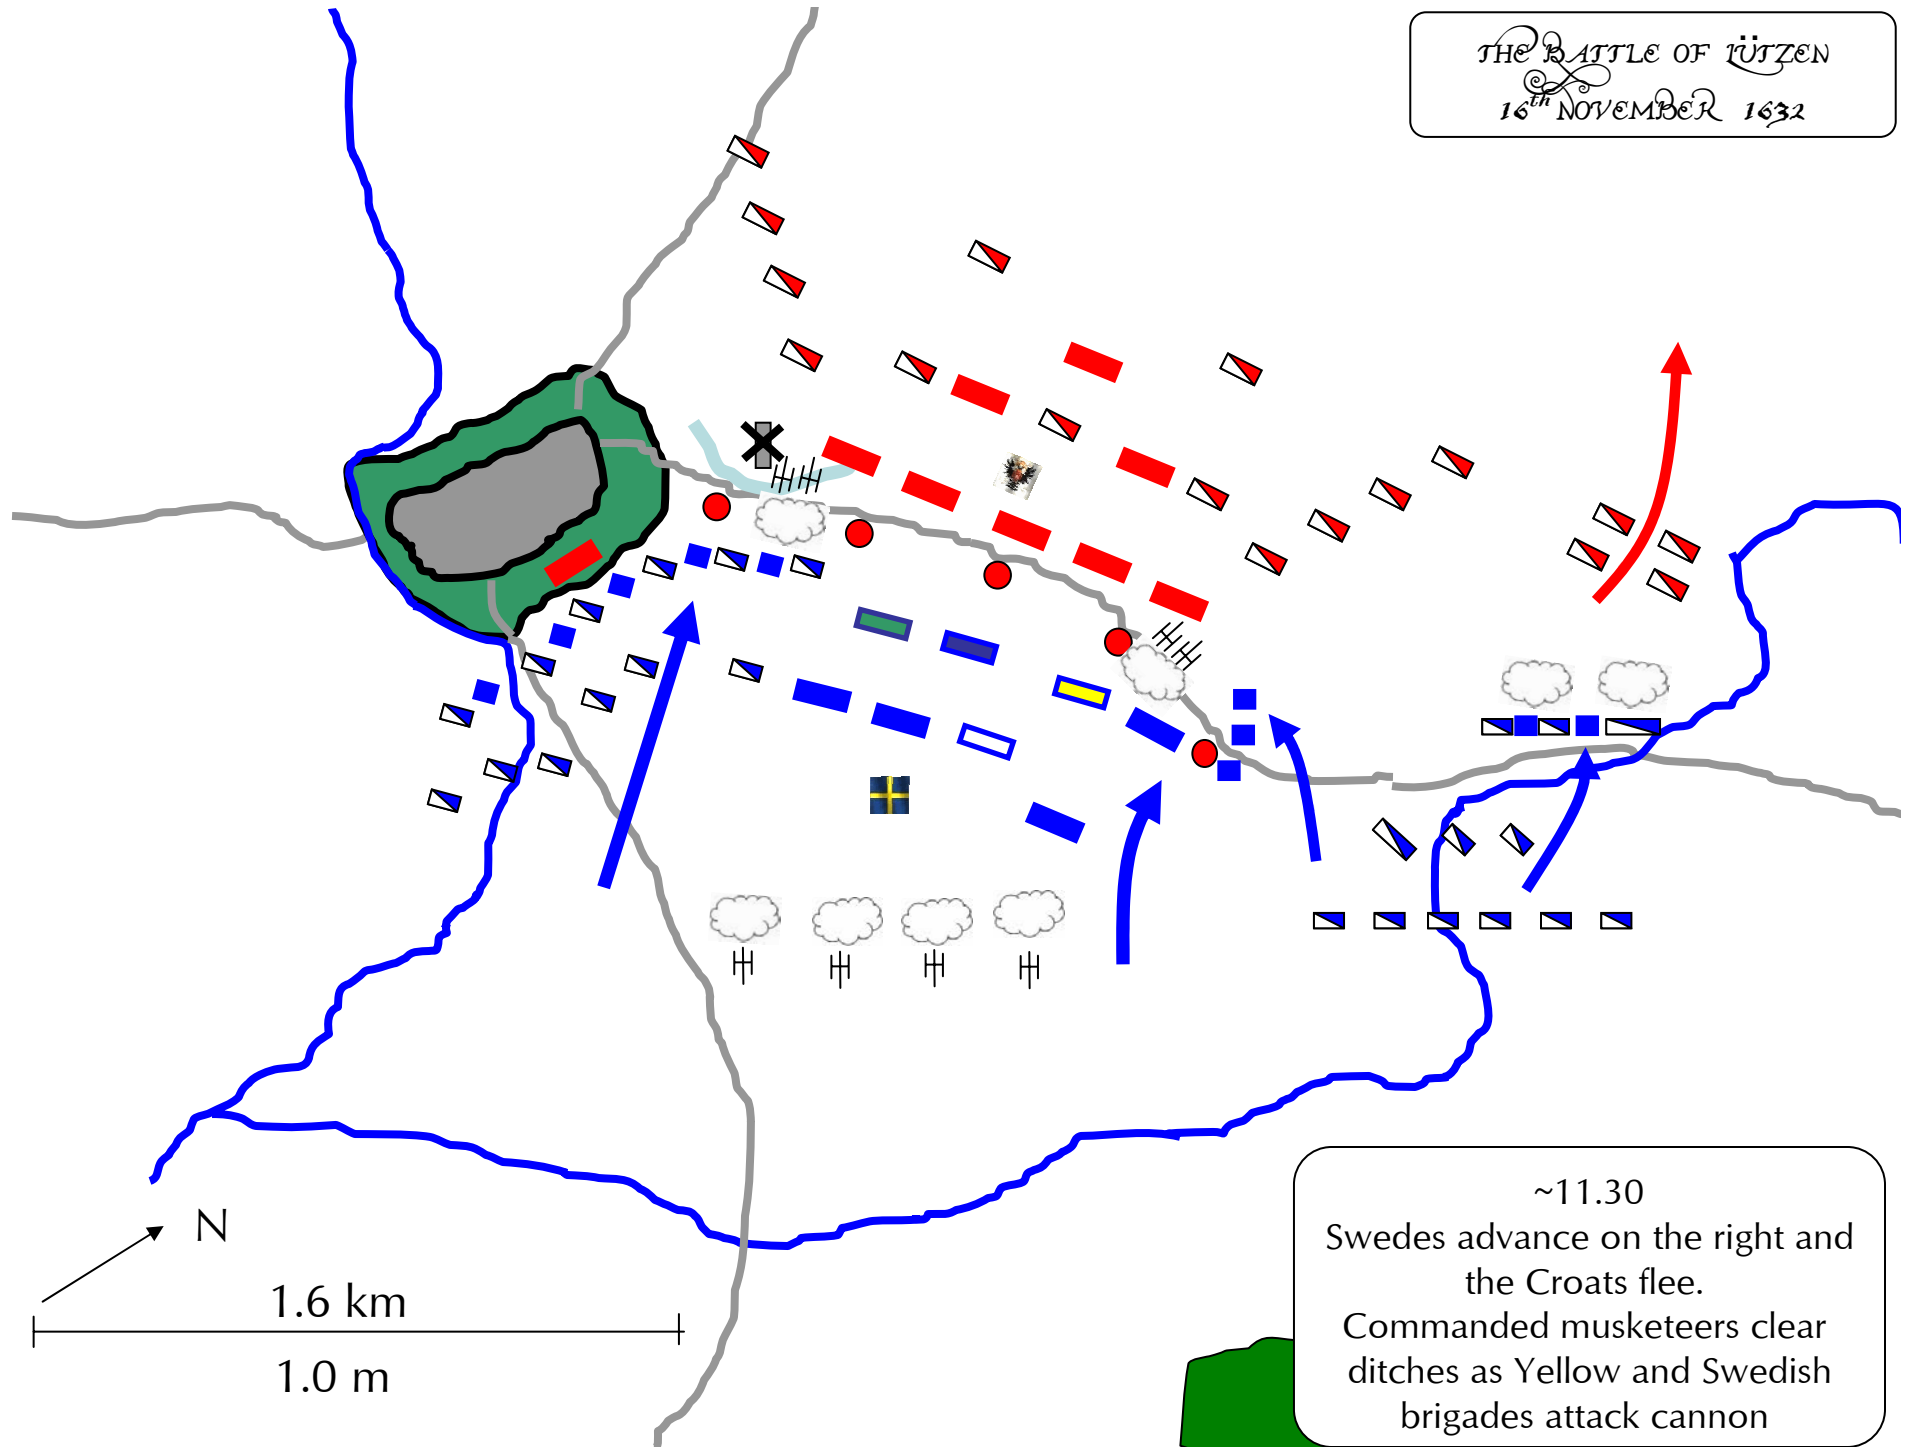 THE BATTLE OF LÜTZEN
16th NOVEMBER 1632
N
1.6 km
1.0 m
~11.30
Swedes advance on the right and
the Croats flee.
Commanded musketeers clear
ditches as Yellow and Swedish
brigades attack cannon